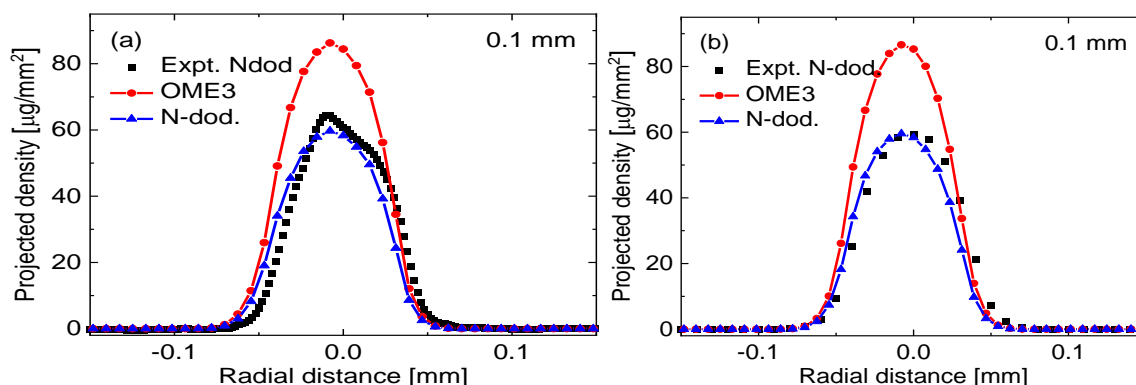 (a)
0.1 mm
Expt. Ndod
OME3
N-dod.
Projected density [µg/mm²]
80
60
40
20
0
-0.1
0.0
0.1
Radial distance [mm]
(b)
0.1 mm
Expt. N-dod
OME3
N-dod.
Projected density [µg/mm²]
80
60
40
20
0
-0.1
0.0
0.1
Radial distance [mm]